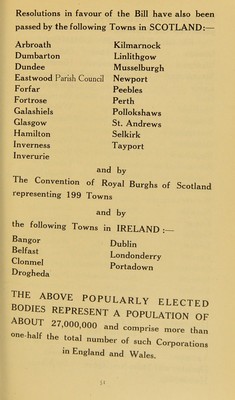 Resolutions in favour of the Bill have also been
passed by the following Towns in SCOTLAND:—
Arbroath
Dumbarton
Dundee
Eastwood Parish Council
Forfar
Fortrose
Galashiels
Glasgow
Hamilton
Inverness
Inverurie
Kilmarnock
Linlithgow
Musselburgh
Newport
Peebles
Perth
Pollokshaws
St. Andrews
Selkirk
Tayport
and by
The Convention of Royal Burghs of Scotland
representing 199 Towns
and by
the following Towns in IRELAND :—
Bangor
Belfast
Clonmel
Drogheda
Dublin
Londonderry
Portadown
THE ABOVE POPULARLY ELECTED
BODIES REPRESENT A POPULATION OF
ABOUT 27,000,000 and comprise more than
one-half the total number of such Corporations
in England and Wales.